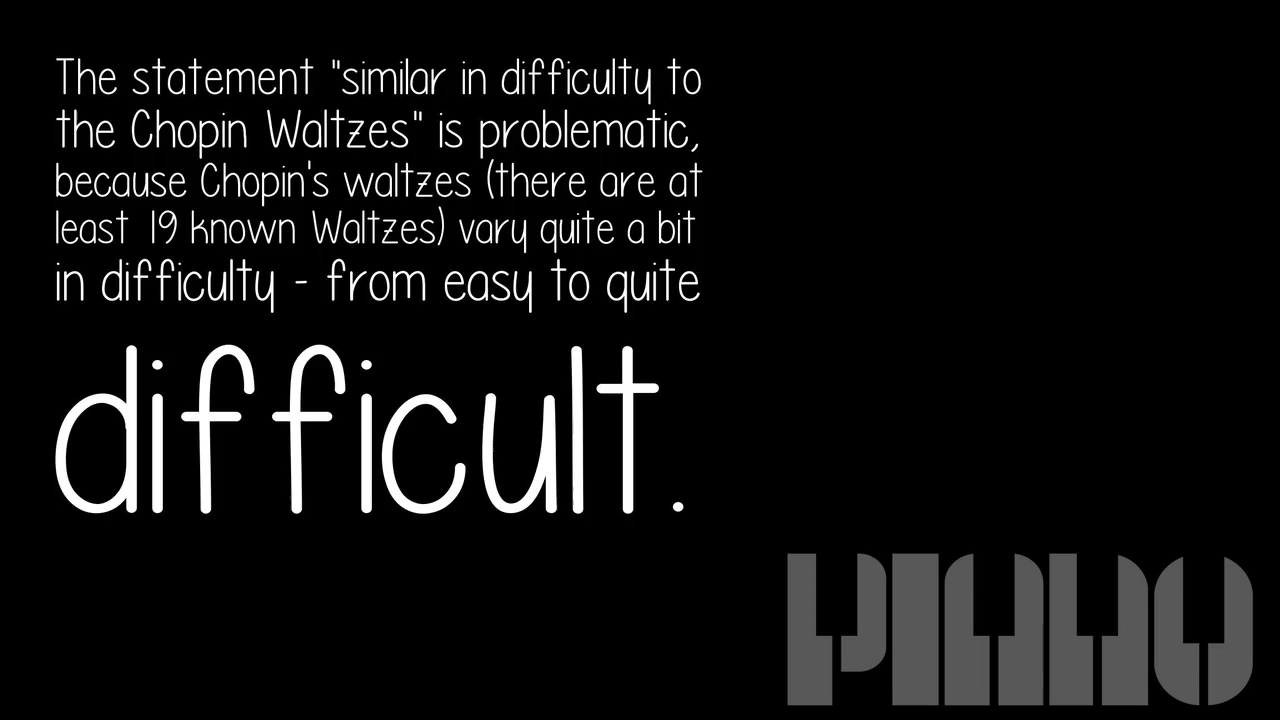 The statement "similar in difficulty to
the Chopin Waltzes" is problematic,
because Chopin's waltzes (there are at
least 19 known Waltzes) vary quite a bit
in difficulty - from easy to quite
difficult.
PIANO